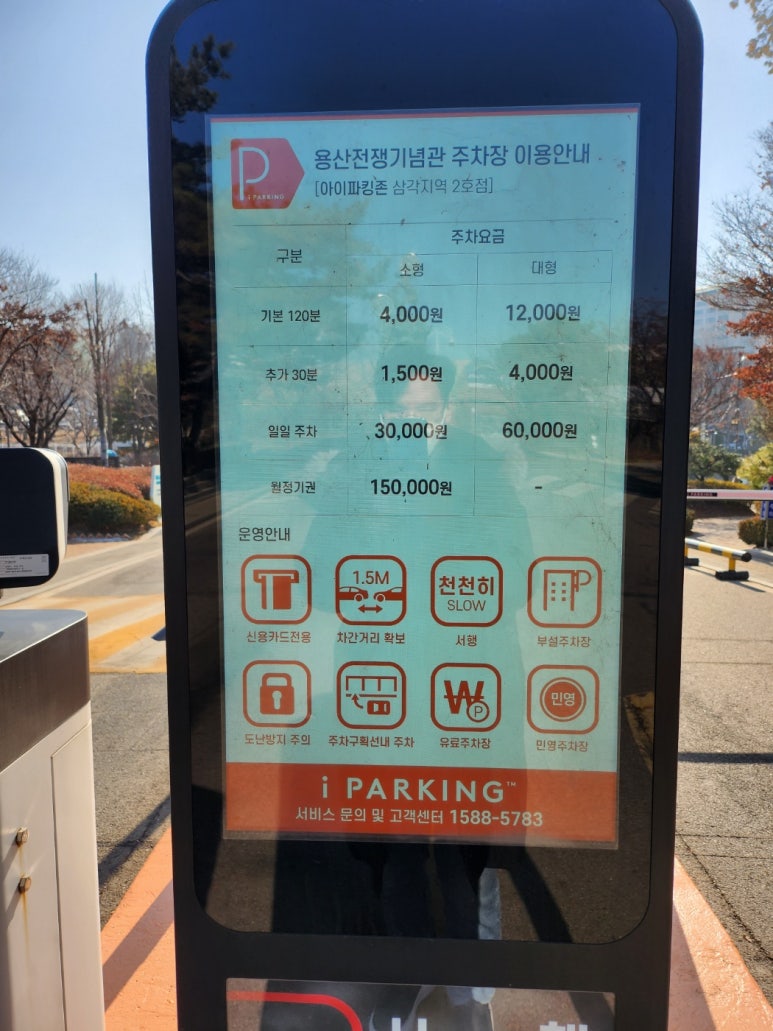 P
i PARKING
용산전쟁기념관 주차장 이용안내
[아이파킹존 삼각지역 2호점]
구분
주차요금
소형
대형
기본 120분
4,000원
12,000원
추가 30분
1,500원
4,000원
일일 주차
30,000원
60,000원
월정기권
150,000원
-
운영안내
1.5M
천천히
SLOW
P
신용카드전용
차간거리 확보
서행
부설주차장
W
P
민영
도난방지 주의
주차구획선내 주차
유료주차장
민영주차장
i PARKING™
서비스 문의 및 고객센터 1588-5783
PARKING